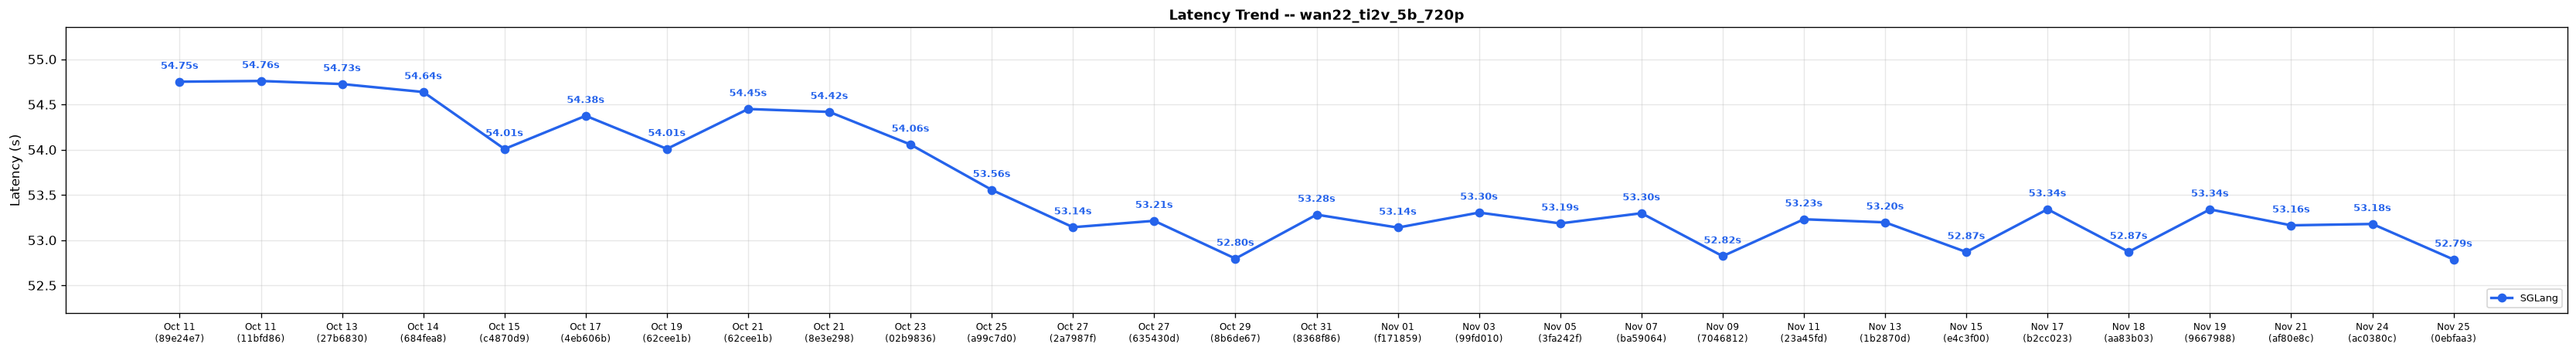 Latency Trend -- wan22_ti2v_5b_720p
Latency (s)
55.0
54.5
54.0
53.5
53.0
52.5
54.75s
54.76s
54.73s
54.64s
54.01s
54.38s
54.01s
54.45s
54.42s
54.06s
53.56s
53.14s
53.21s
52.80s
53.28s
53.14s
53.30s
53.19s
53.30s
52.82s
53.23s
53.20s
52.87s
53.34s
52.87s
53.34s
53.16s
53.18s
52.79s
SGLang
Oct 11
(89e24e7)
Oct 11
(11bfd86)
Oct 13
(27b6830)
Oct 14
(684fea8)
Oct 15
(c4870d9)
Oct 17
(4eb606b)
Oct 19
(62cee1b)
Oct 21
(62cee1b)
Oct 21
(8e3e298)
Oct 23
(02b9836)
Oct 25
(a99c7d0)
Oct 27
(2a7987f)
Oct 27
(635430d)
Oct 29
(8b6de67)
Oct 31
(8368f86)
Nov 01
(f171859)
Nov 03
(99fd010)
Nov 05
(3fa242f)
Nov 07
(ba59064)
Nov 09
(7046812)
Nov 11
(23a45fd)
Nov 13
(1b2870d)
Nov 15
(e4c3f00)
Nov 17
(b2cc023)
Nov 18
(aa83b03)
Nov 19
(9667988)
Nov 21
(af80e8c)
Nov 24
(ac0380c)
Nov 25
(0ebfaa3)